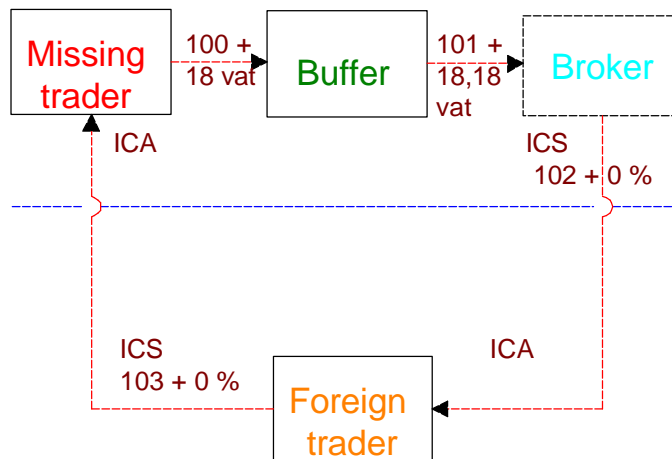 Missing
trader
100 +
18 vat
Buffer
101 +
18,18
vat
Broker
ICA
ICS
102 + 0 %
ICS
103 + 0 %
ICA
Foreign
trader